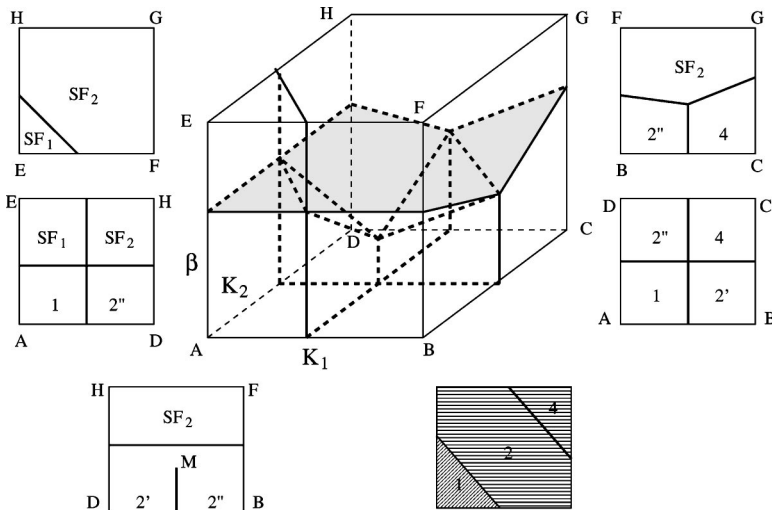 H G
SF2
SF1
E F
E H
SF1 SF2
1 2"
A D
H
G
E
F
D
C
β
K2
A
K1
B
F G
SF2
2" 4
B C
D C
2" 4
1 2'
A B
H F
SF2
M
D 2' 2" B
4
2
1